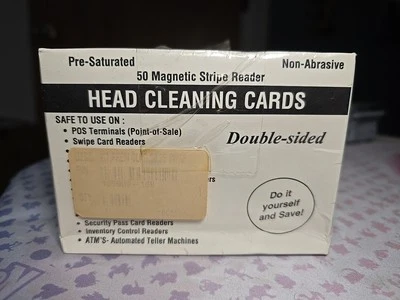 Pre-Saturated
Non-Abrasive
50 Magnetic Stripe Reader
HEAD CLEANING CARDS
SAFE TO USE ON :
• POS Terminals (Point-of-Sale)
• Swipe Card Readers
Double-sided
Do it
yourself
and Save!
• Security Pass Card Readers
• Inventory Control Readers
• ATM'S- Automated Teller Machines